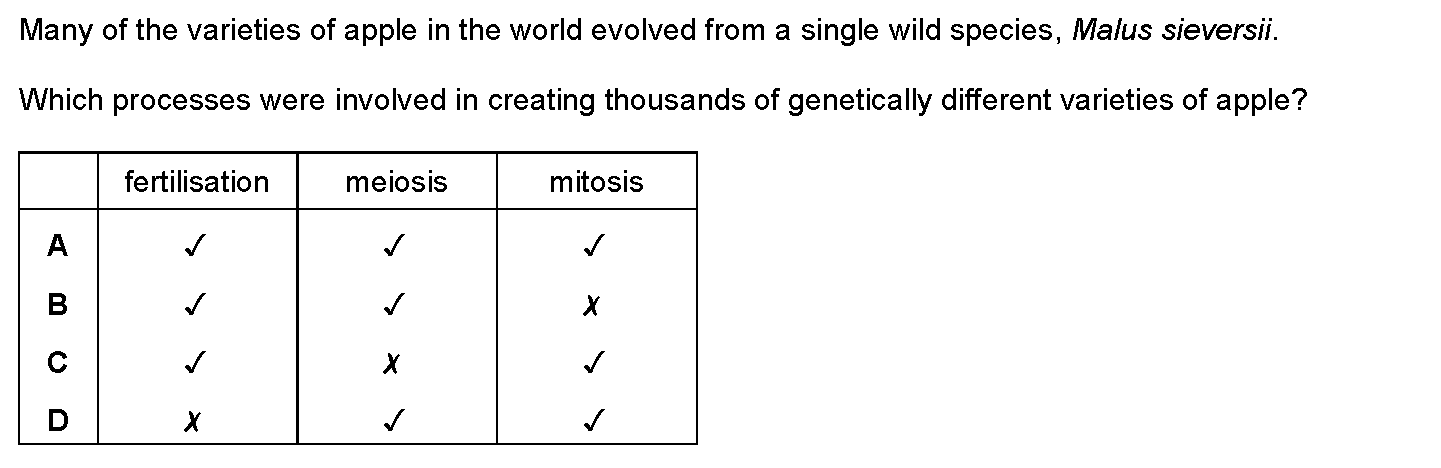 Many of the varieties of apple in the world evolved from a single wild species, Malus sieversii.
Which processes were involved in creating thousands of genetically different varieties of apple?
fertilisation meiosis mitosis
A ✓ ✓ ✓
B ✓ ✓ ✗
C ✓ ✗ ✓
D ✗ ✓ ✓